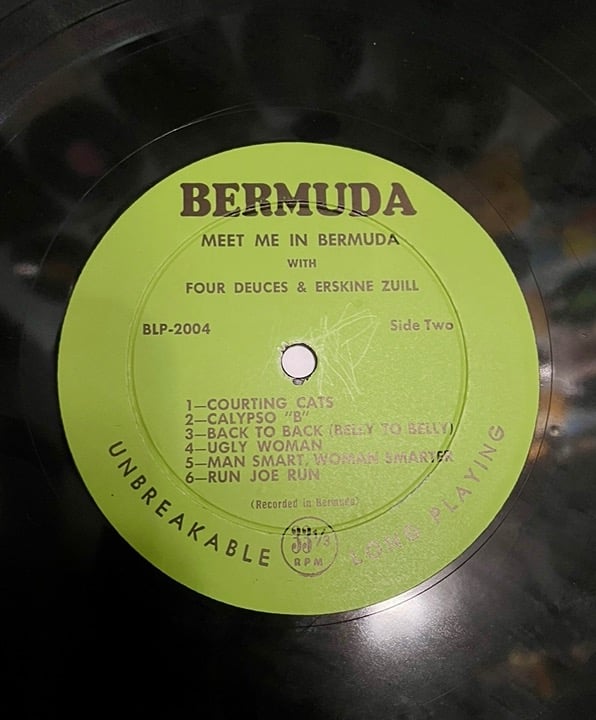 BERMUDA
MEET ME IN BERMUDA
WITH
FOUR DEUCES & ERSKINE ZUILL
BLP-2004 Side Two
1—COURTING CATS
2—CALYPSO "B"
3—BACK TO BACK (BELLY TO BELLY)
4—UGLY WOMAN
5—MAN SMART, WOMAN SMARTER
6—RUN JOE RUN
(Recorded in Bermuda)
UNBREAKABLE
33 1/3
RPM
LONG PLAYING